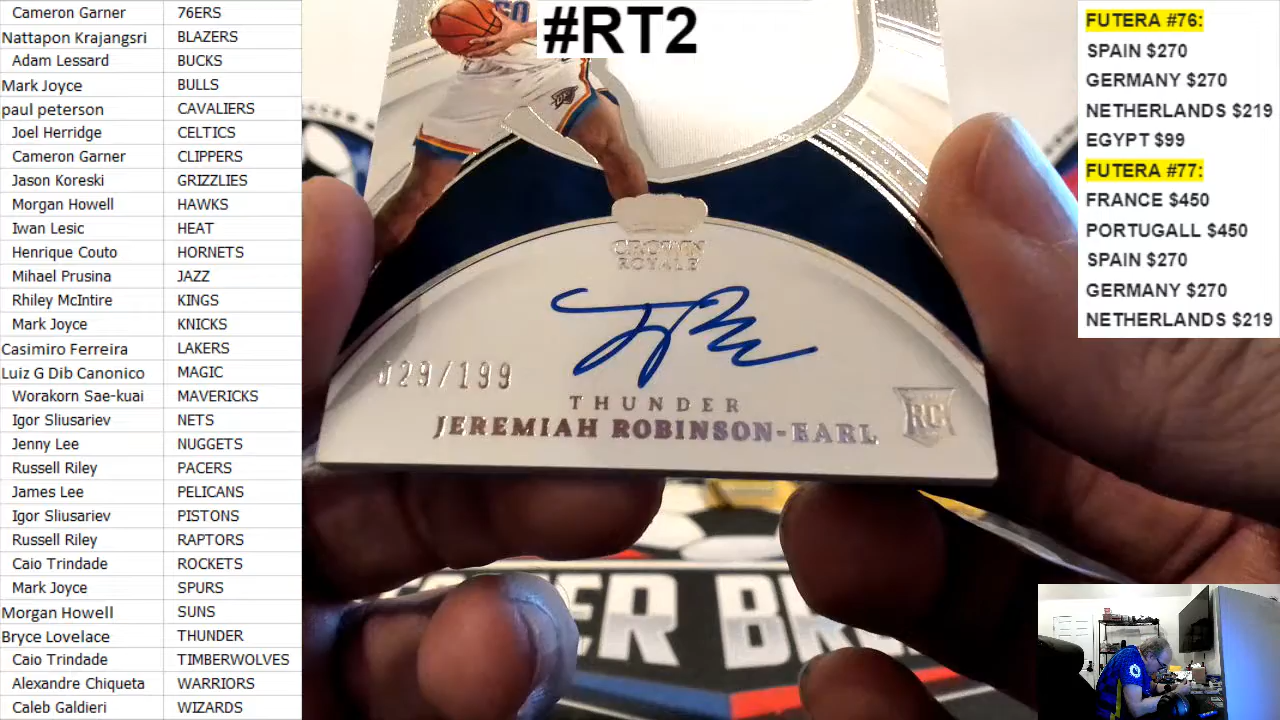 Cameron Garner 76ERS
Nattapon Krajangsri BLAZERS
Adam Lessard BUCKS
Mark Joyce BULLS
paul peterson CAVALIERS
Joel Herridge CELTICS
Cameron Garner CLIPPERS
Jason Koreski GRIZZLIES
Morgan Howell HAWKS
Iwan Lesic HEAT
Henrique Couto HORNETS
Mihael Prusina JAZZ
Rhiley McIntire KINGS
Mark Joyce KNICKS
Casimiro Ferreira LAKERS
Luiz G Dib Canonico MAGIC
Worakorn Sae-kuai MAVERICKS
Igor Sliusariev NETS
Jenny Lee NUGGETS
Russell Riley PACERS
James Lee PELICANS
Igor Sliusariev PISTONS
Russell Riley RAPTORS
Caio Trindade ROCKETS
Mark Joyce SPURS
Morgan Howell SUNS
Bryce Lovelace THUNDER
Caio Trindade TIMBERWOLVES
Alexandre Chiqueta WARRIORS
Caleb Galdieri WIZARDS
#RT2
CROWN
ROYALE
029/199
THUNDER
JEREMIAH ROBINSON-EARL
RC
FUTERA #76:
SPAIN $270
GERMANY $270
NETHERLANDS $219
EGYPT $99
FUTERA #77:
FRANCE $450
PORTUGALL $450
SPAIN $270
GERMANY $270
NETHERLANDS $219